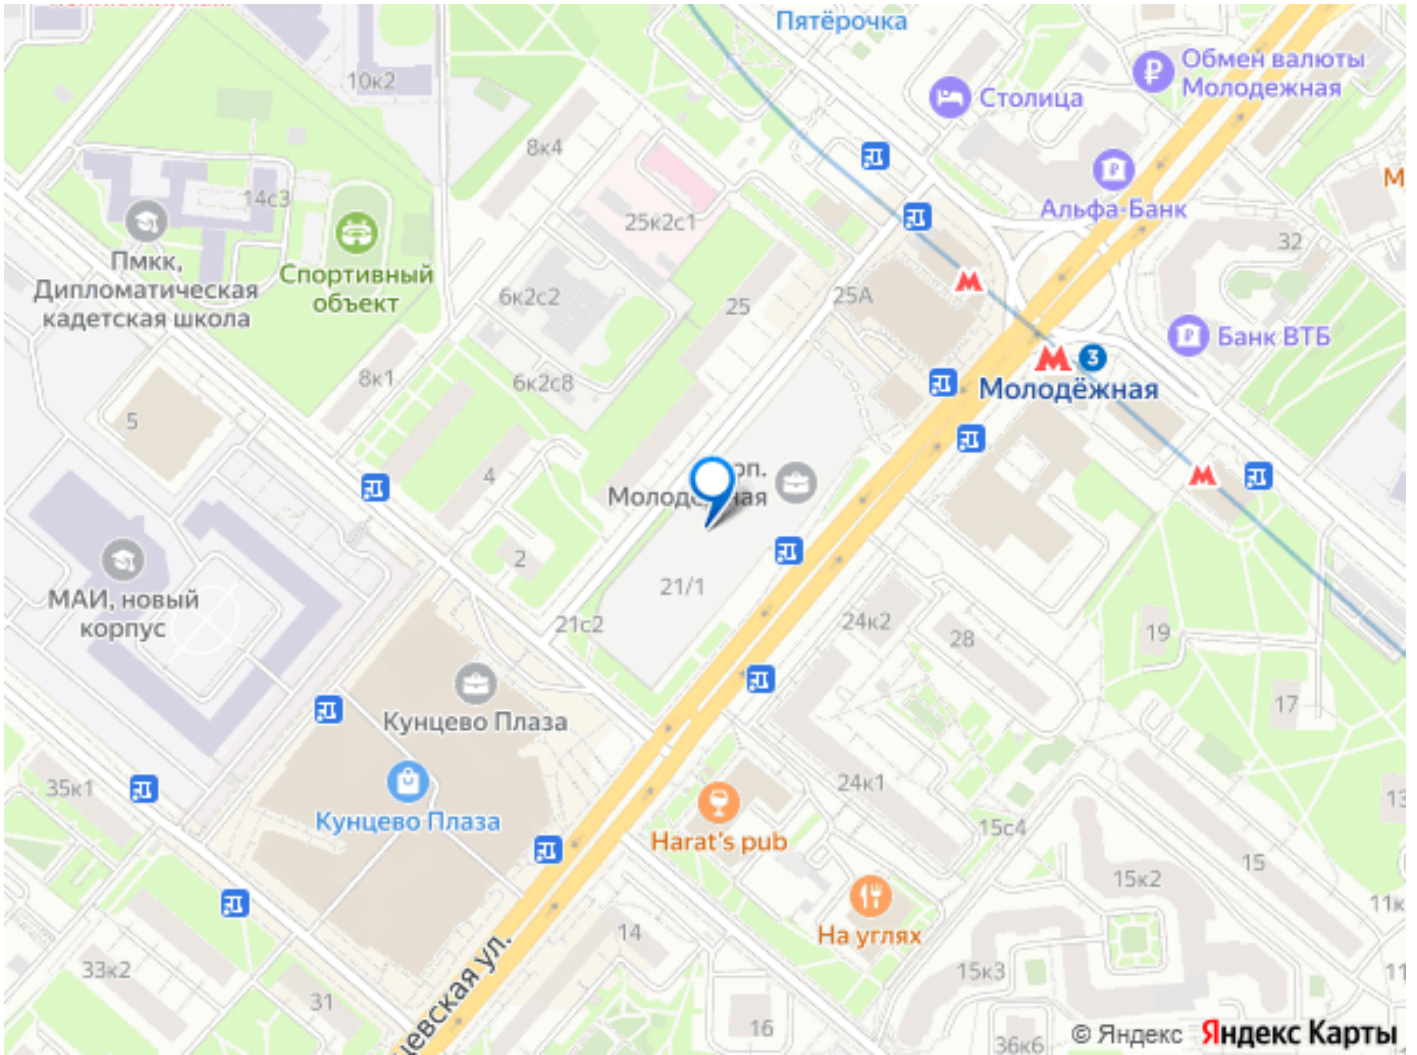 Пятёрочка
Обмен валюты
Молодежная
10к2
Столица
8к4
Альфа-Банк
14с3
25к2с1
32
Пмкк,
Дипломатическая
кадетская школа
Спортивный
объект
6к2с2
25
25А
Банк ВТБ
3
Молодёжная
8к1
6к2с8
5
4
2
21/1
МАИ, новый
корпус
21с2
24к2
28
19
17
Кунцево Плаза
Кунцево Плаза
35к1
24к1
Harat's pub
15с4
15
15к2
На углях
14
33к2
31
15к3
16
36к6
© Яндекс
Яндекс Карты